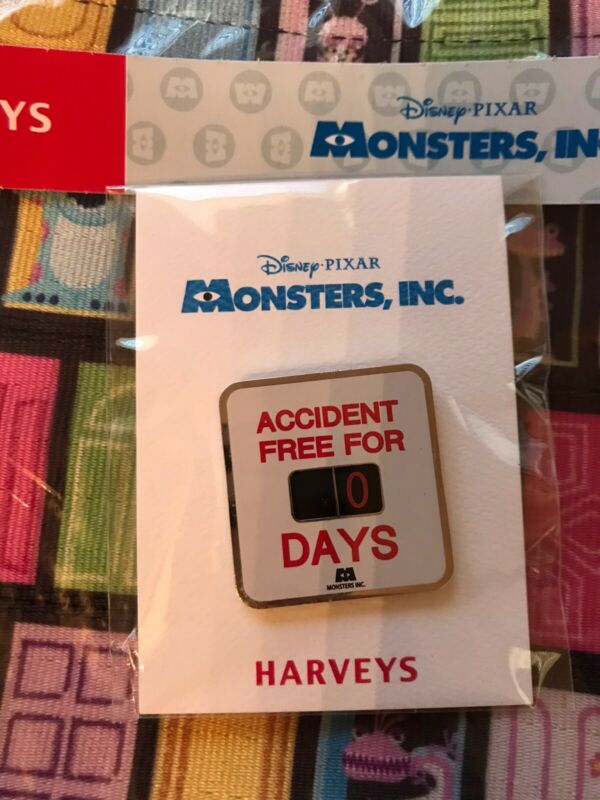 YS
Disney·PIXAR
MONSTERS, IN
Disney·PIXAR
MONSTERS, INC.
ACCIDENT
FREE FOR
0
DAYS
MONSTERS INC.
HARVEYS